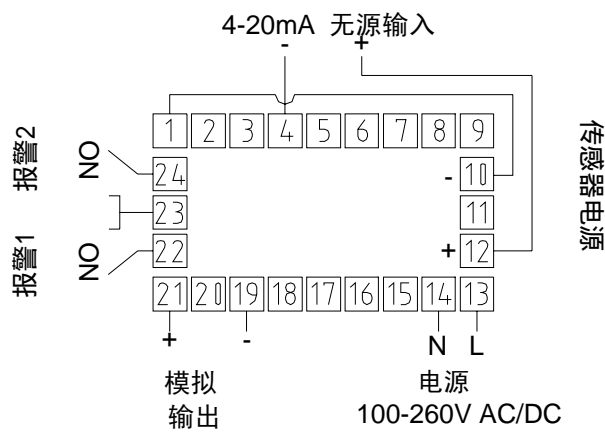 4-20mA 无源输入
- +
1 2 3 4 5 6 7 8 9
报警2
NO
24
- 10
传感器电源
23
11
报警1
NO
22
+ 12
21 20 19 18 17 16 15 14 13
+ - N L
模拟
输出
电源
100-260V AC/DC